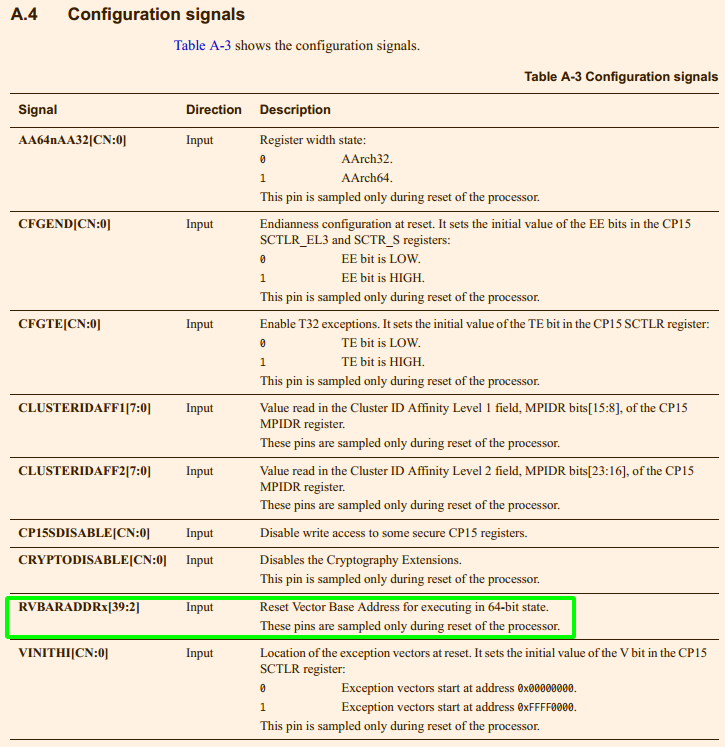 A.4 Configuration signals
Table A-3 shows the configuration signals.
Table A-3 Configuration signals
Signal Direction Description
AA64nAA32[CN:0] Input Register width state:
0 AArch32.
1 AArch64.
This pin is sampled only during reset of the processor.
CFGEND[CN:0] Input Endianness configuration at reset. It sets the initial value of the EE bits in the CP15
SCTLR_EL3 and SCTR_S registers:
0 EE bit is LOW.
1 EE bit is HIGH.
This pin is sampled only during reset of the processor.
CFGTE[CN:0] Input Enable T32 exceptions. It sets the initial value of the TE bit in the CP15 SCTLR register:
0 TE bit is LOW.
1 TE bit is HIGH.
This pin is sampled only during reset of the processor.
CLUSTERIDAFF1[7:0] Input Value read in the Cluster ID Affinity Level 1 field, MPIDR bits[15:8], of the CP15
MPIDR register.
These pins are sampled only during reset of the processor.
CLUSTERIDAFF2[7:0] Input Value read in the Cluster ID Affinity Level 2 field, MPIDR bits[23:16], of the CP15
MPIDR register.
These pins are sampled only during reset of the processor.
CP15SDISABLE[CN:0] Input Disable write access to some secure CP15 registers.
CRYPTODISABLE[CN:0] Input Disables the Cryptography Extensions.
This pin is sampled only during reset of the processor.
RVBARADDRx[39:2] Input Reset Vector Base Address for executing in 64-bit state.
These pins are sampled only during reset of the processor.
VINITHI[CN:0] Input Location of the exception vectors at reset. It sets the initial value of the V bit in the CP15
SCTLR register:
0 Exception vectors start at address 0x00000000.
1 Exception vectors start at address 0xFFFF0000.
This pin is sampled only during reset of the processor.